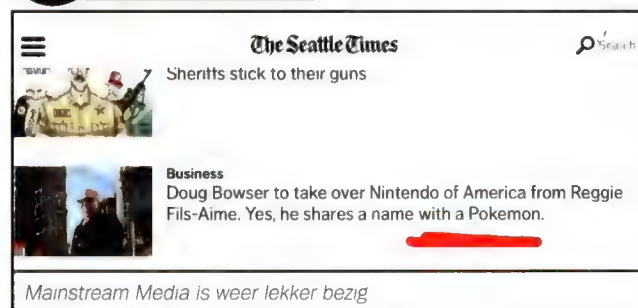 The Seattle Times
Search
Sheriffs stick to their guns
Business
Doug Bowser to take over Nintendo of America from Reggie
Fils-Aime. Yes, he shares a name with a Pokemon.
Mainstream Media is weer lekker bezig